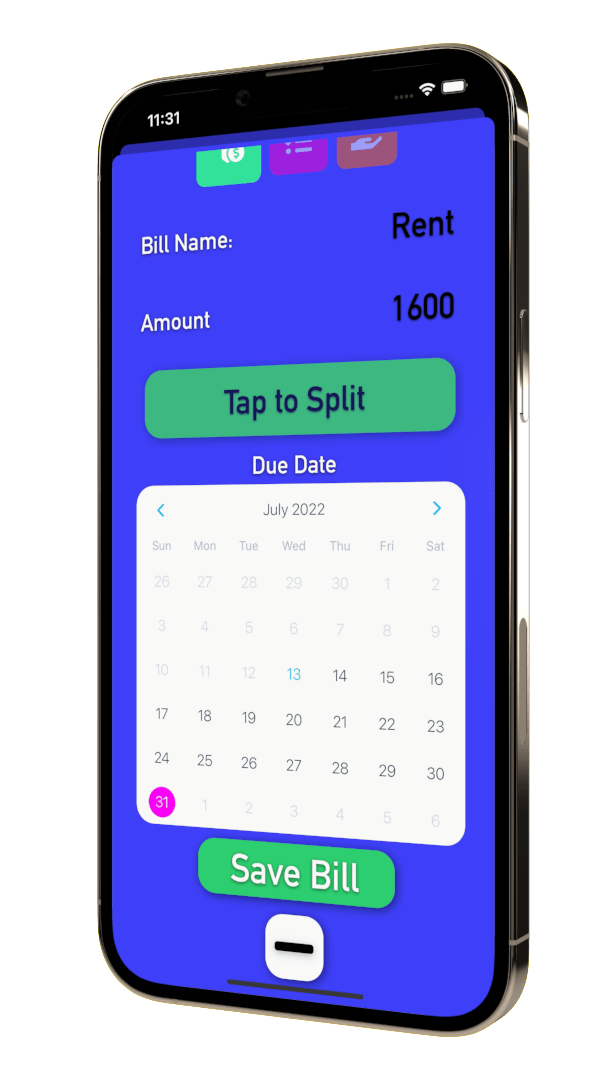 11:31
$
Bill Name: Rent
Amount 1600
Tap to Split
Due Date
July 2022
Sun Mon Tue Wed Thu Fri Sat
26 27 28 29 30 1 2
3 4 5 6 7 8 9
10 11 12 13 14 15 16
17 18 19 20 21 22 23
24 25 26 27 28 29 30
31 1 2 3 4 5 6
Save Bill